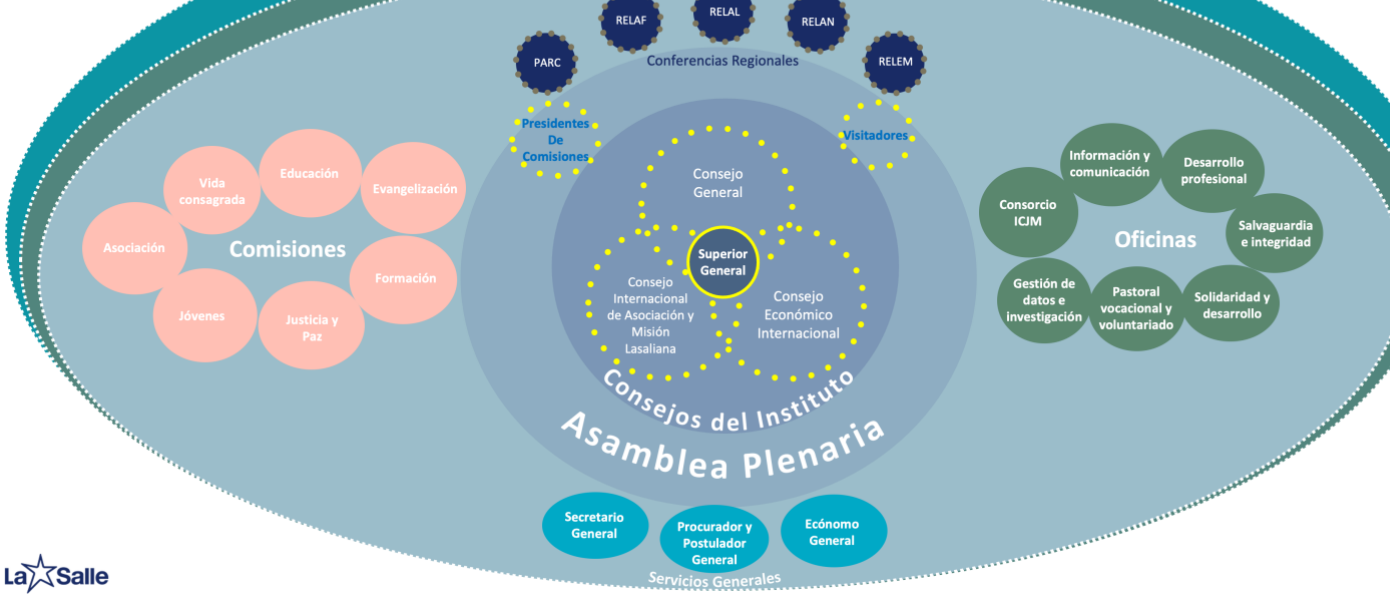 RELAF
RELAL
RELAN
PARC
Conferencias Regionales
RELEM
Presidentes
De
Comisiones
Visitadores
Consejo
General
Superior
General
Consejo
Internacional
de Asociación y
Misión
Lasaliana
Consejo
Económico
Internacional
Consejos del Instituto
Asamblea Plenaria
Comisiones
Asociación
Vida
consagrada
Educación
Evangelización
Formación
Justicia y
Paz
Jóvenes
Oficinas
Consorcio
ICJM
Información y
comunicación
Desarrollo
profesional
Salvaguardia
e integridad
Solidaridad y
desarrollo
Pastoral
vocacional y
voluntariado
Gestión de
datos e
investigación
Secretario
General
Procurador y
Postulador
General
Ecónomo
General
Servicios Generales
La Salle